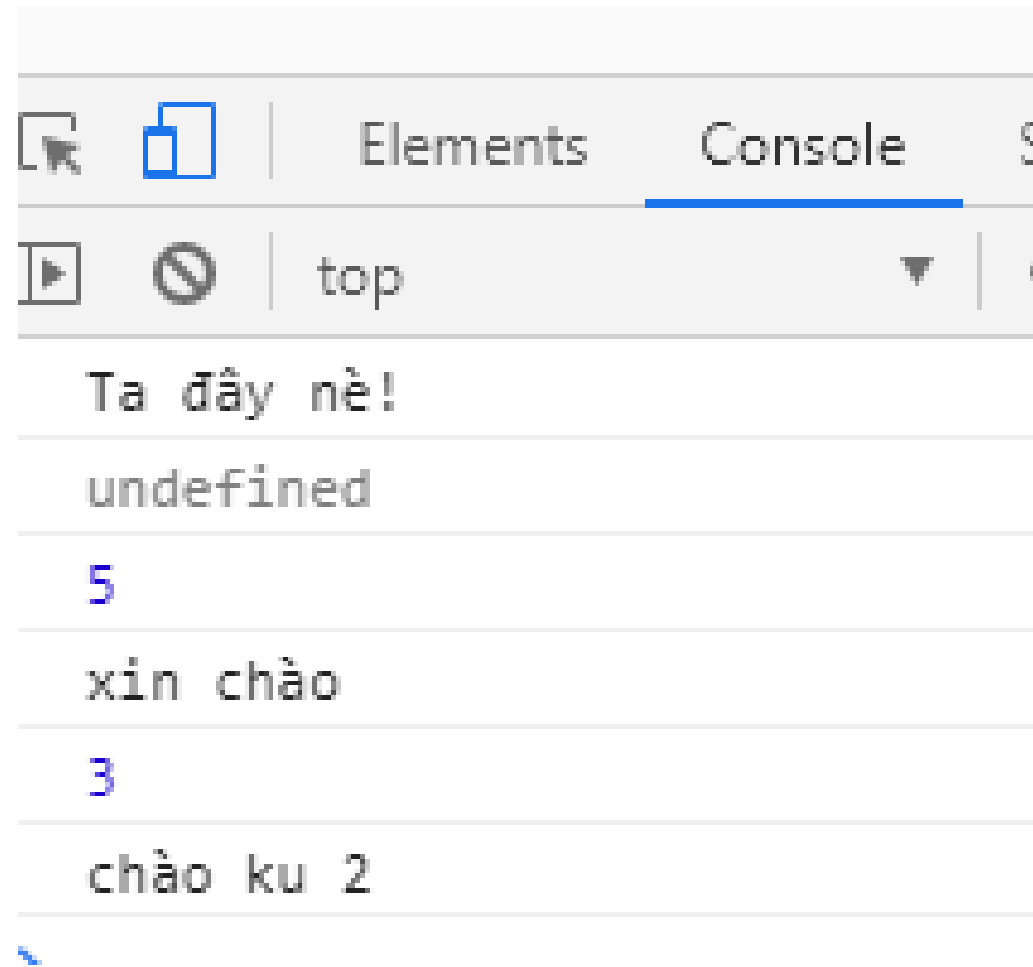 Elements Console
top
Ta đây nè!
undefined
5
xin chào
3
chào ku 2